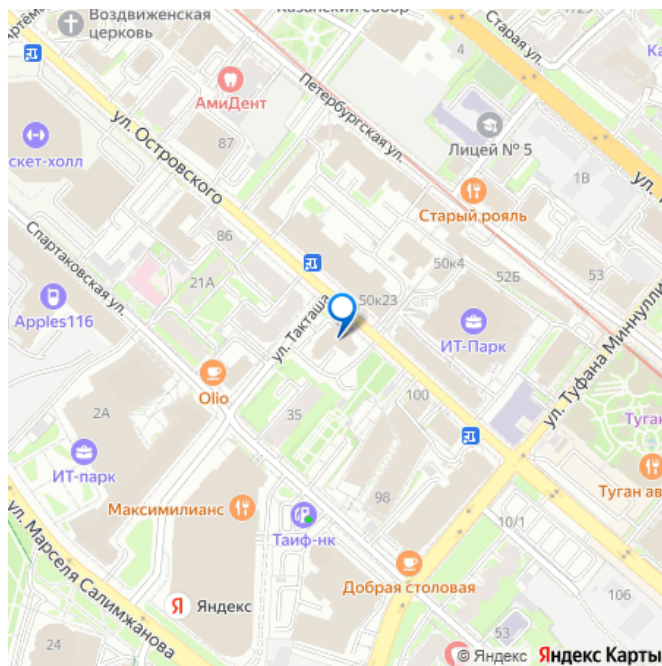 Артёма
Воздвиженская
церковь
Казанский собор
Старая ул.
4
АмиДент
Петербургская ул.
ул. Островского
87
Лицей № 5
скет-холл
1В
Старый рояль
86
50к4
52Б
53
Спартаковская ул.
21А
50к23
Apples116
ул. Такташа
ИТ-Парк
ул. Туфана Миннулли
Olio
100
2А
35
Туган
ИТ-парк
Максимилианс
98
Туган ав
Таиф-нк
10/1
ул. Марселя Салимжанова
Добрая столовая
106
Я Яндекс
53
24
© Яндекс Яндекс Карты